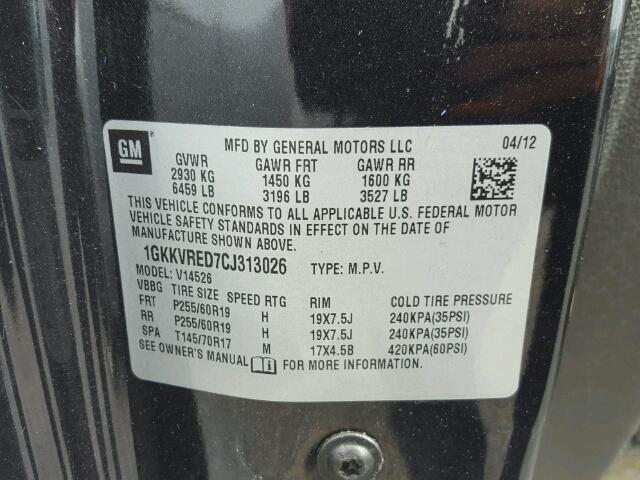 GM
MFD BY GENERAL MOTORS LLC 04/12
GVWR GAWR FRT GAWR RR
2930 KG 1450 KG 1600 KG
6459 LB 3196 LB 3527 LB
THIS VEHICLE CONFORMS TO ALL APPLICABLE U.S. FEDERAL MOTOR
VEHICLE SAFETY STANDARDS IN EFFECT ON THE DATE OF
MANUFACTURE SHOWN ABOVE.
1GKKVRED7CJ313026 TYPE: M.P.V.
MODEL: V14526
VBBG TIRE SIZE SPEED RTG RIM COLD TIRE PRESSURE
FRT P255/60R19 H 19X7.5J 240KPA(35PSI)
RR P255/60R19 H 19X7.5J 240KPA(35PSI)
SPA T145/70R17 M 17X4.5B 420KPA(60PSI)
SEE OWNER'S MANUAL FOR MORE INFORMATION.